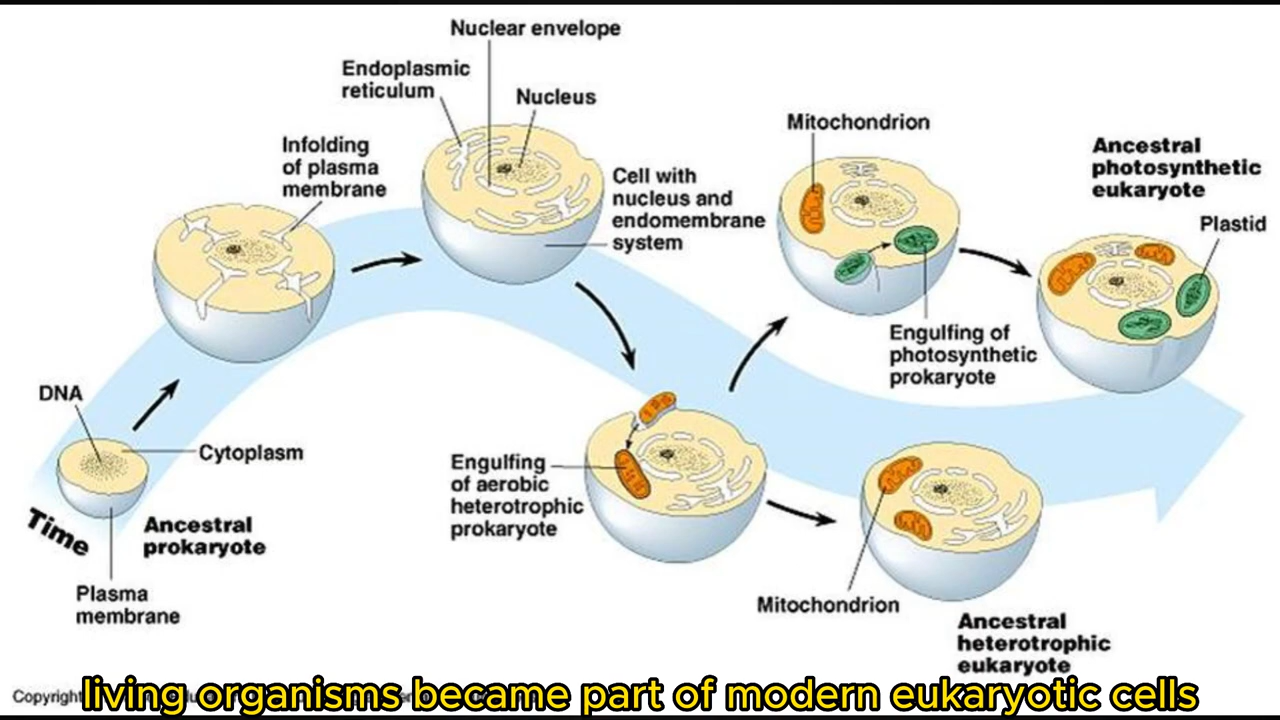 Nuclear envelope
Endoplasmic
reticulum
Nucleus
Infolding
of plasma
membrane
Cell with
nucleus and
endomembrane
system
Mitochondrion
Ancestral
photosynthetic
eukaryote
Plastid
Engulfing of
photosynthetic
prokaryote
DNA
Cytoplasm
Time
Ancestral
prokaryote
Plasma
membrane
Engulfing
of aerobic
heterotrophic
prokaryote
Mitochondrion
Ancestral
heterotrophic
eukaryote
Copyright
living organisms became part of modern eukaryotic cells